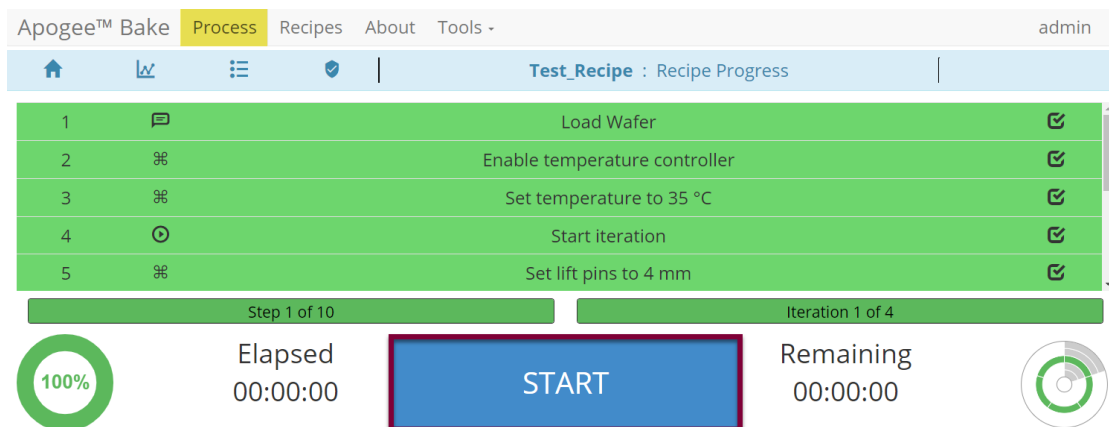 Apogee™ Bake Process Recipes About Tools admin
Test_Recipe : Recipe Progress
1 Load Wafer
2 Enable temperature controller
3 Set temperature to 35 °C
4 Start iteration
5 Set lift pins to 4 mm
Step 1 of 10 Iteration 1 of 4
100%
Elapsed
00:00:00
START
Remaining
00:00:00